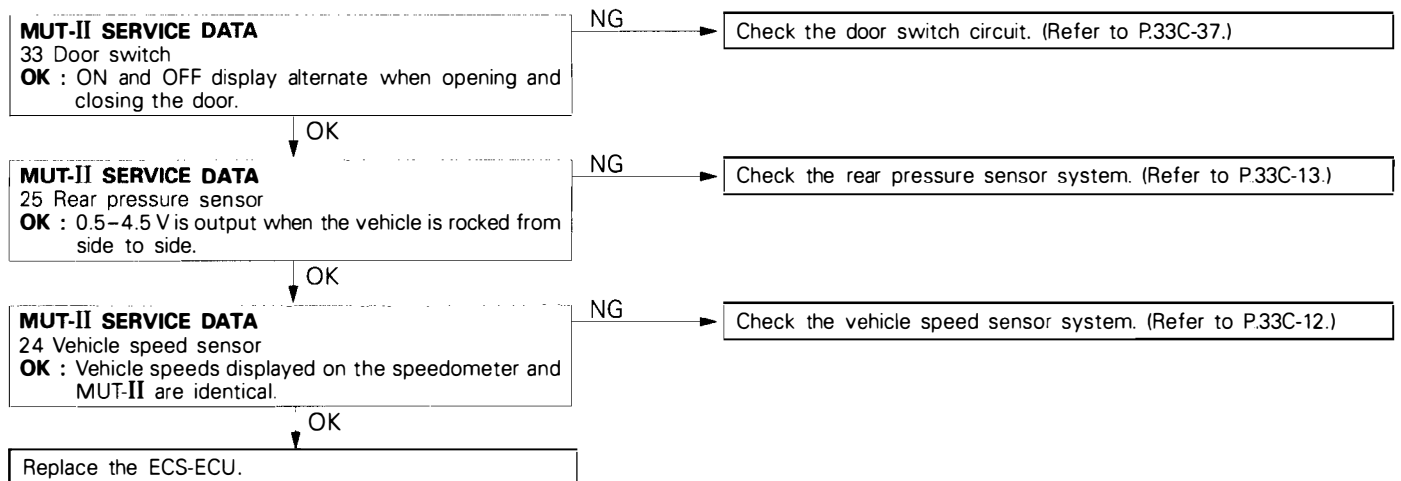 MUT-II SERVICE DATA
33 Door switch
OK : ON and OFF display alternate when opening and
closing the door.
NG
Check the door switch circuit. (Refer to P.33C-37.)
OK
MUT-II SERVICE DATA
25 Rear pressure sensor
OK : 0.5–4.5 V is output when the vehicle is rocked from
side to side.
NG
Check the rear pressure sensor system. (Refer to P.33C-13.)
OK
MUT-II SERVICE DATA
24 Vehicle speed sensor
OK : Vehicle speeds displayed on the speedometer and
MUT-II are identical.
NG
Check the vehicle speed sensor system. (Refer to P.33C-12.)
OK
Replace the ECS-ECU.